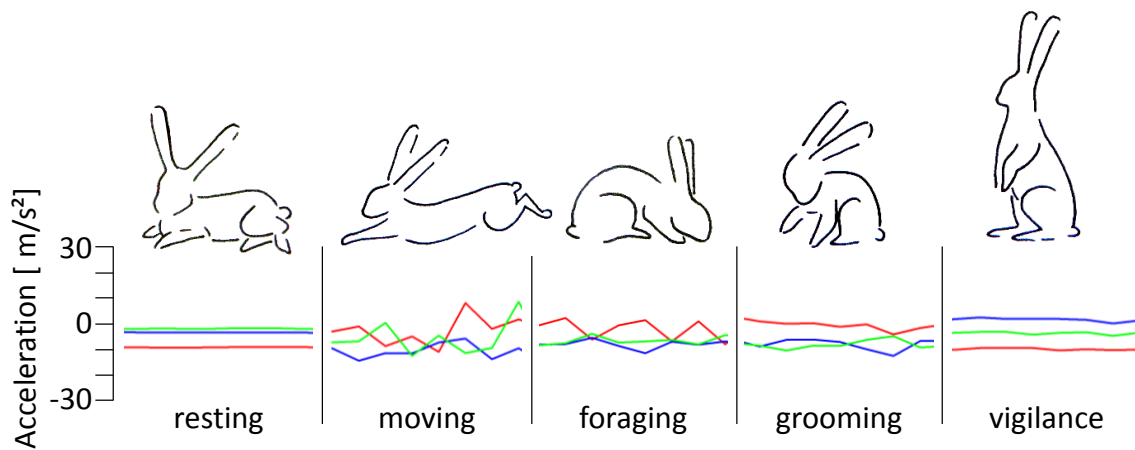 Acceleration [ m/s²]
30
0
-30
resting
moving
foraging
grooming
vigilance